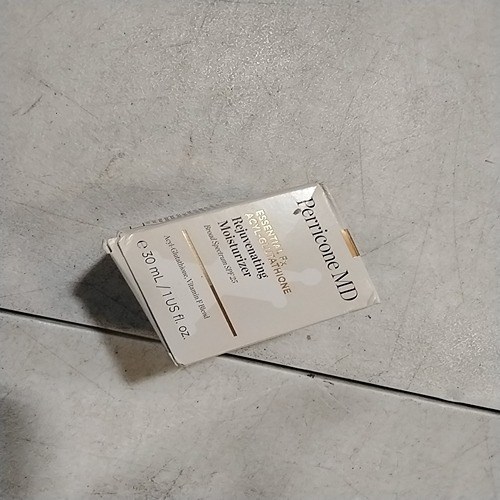 Perricone MD
ESSENTIAL Fx
ACYL-GLUTATHIONE
Rejuvenating
Moisturizer
Broad Spectrum SPF 25
Acyl-Glutathione, Vitamin F Blend
℮ 30 mL / 1 US fl. oz.